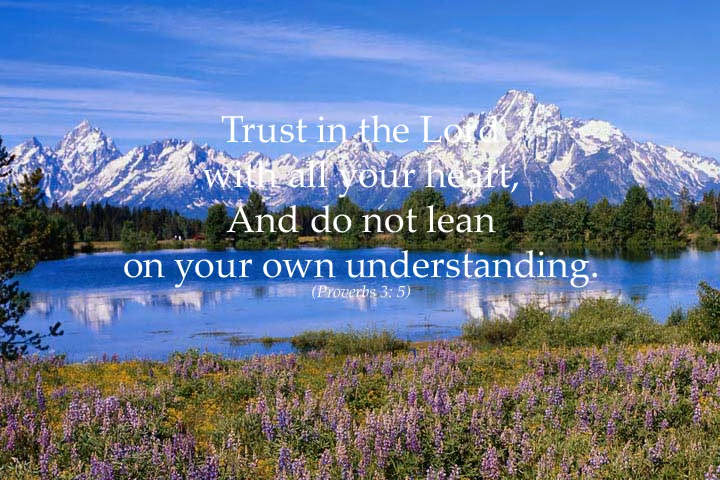 Trust in the Lord
with all your heart,
And do not lean
on your own understanding.
(Proverbs 3: 5)